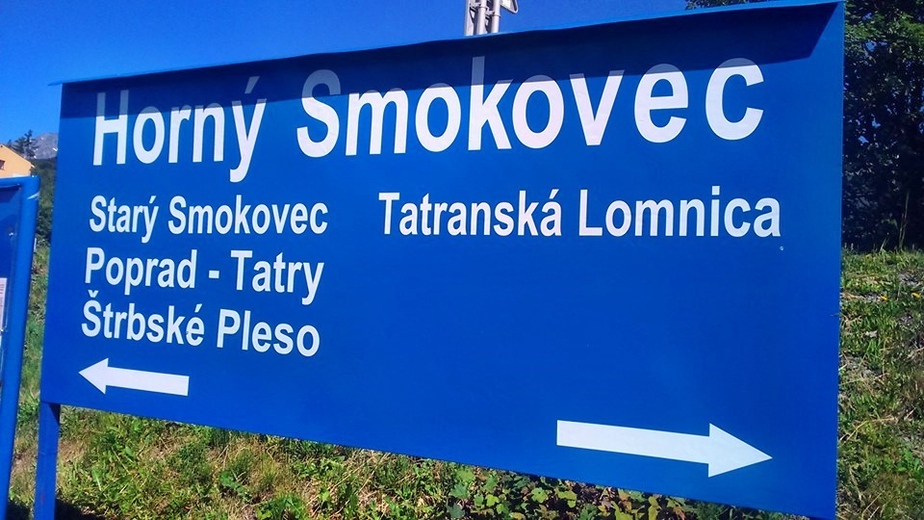 Horný Smokovec
Starý Smokovec
Poprad - Tatry
Štrbské Pleso
Tatranská Lomnica